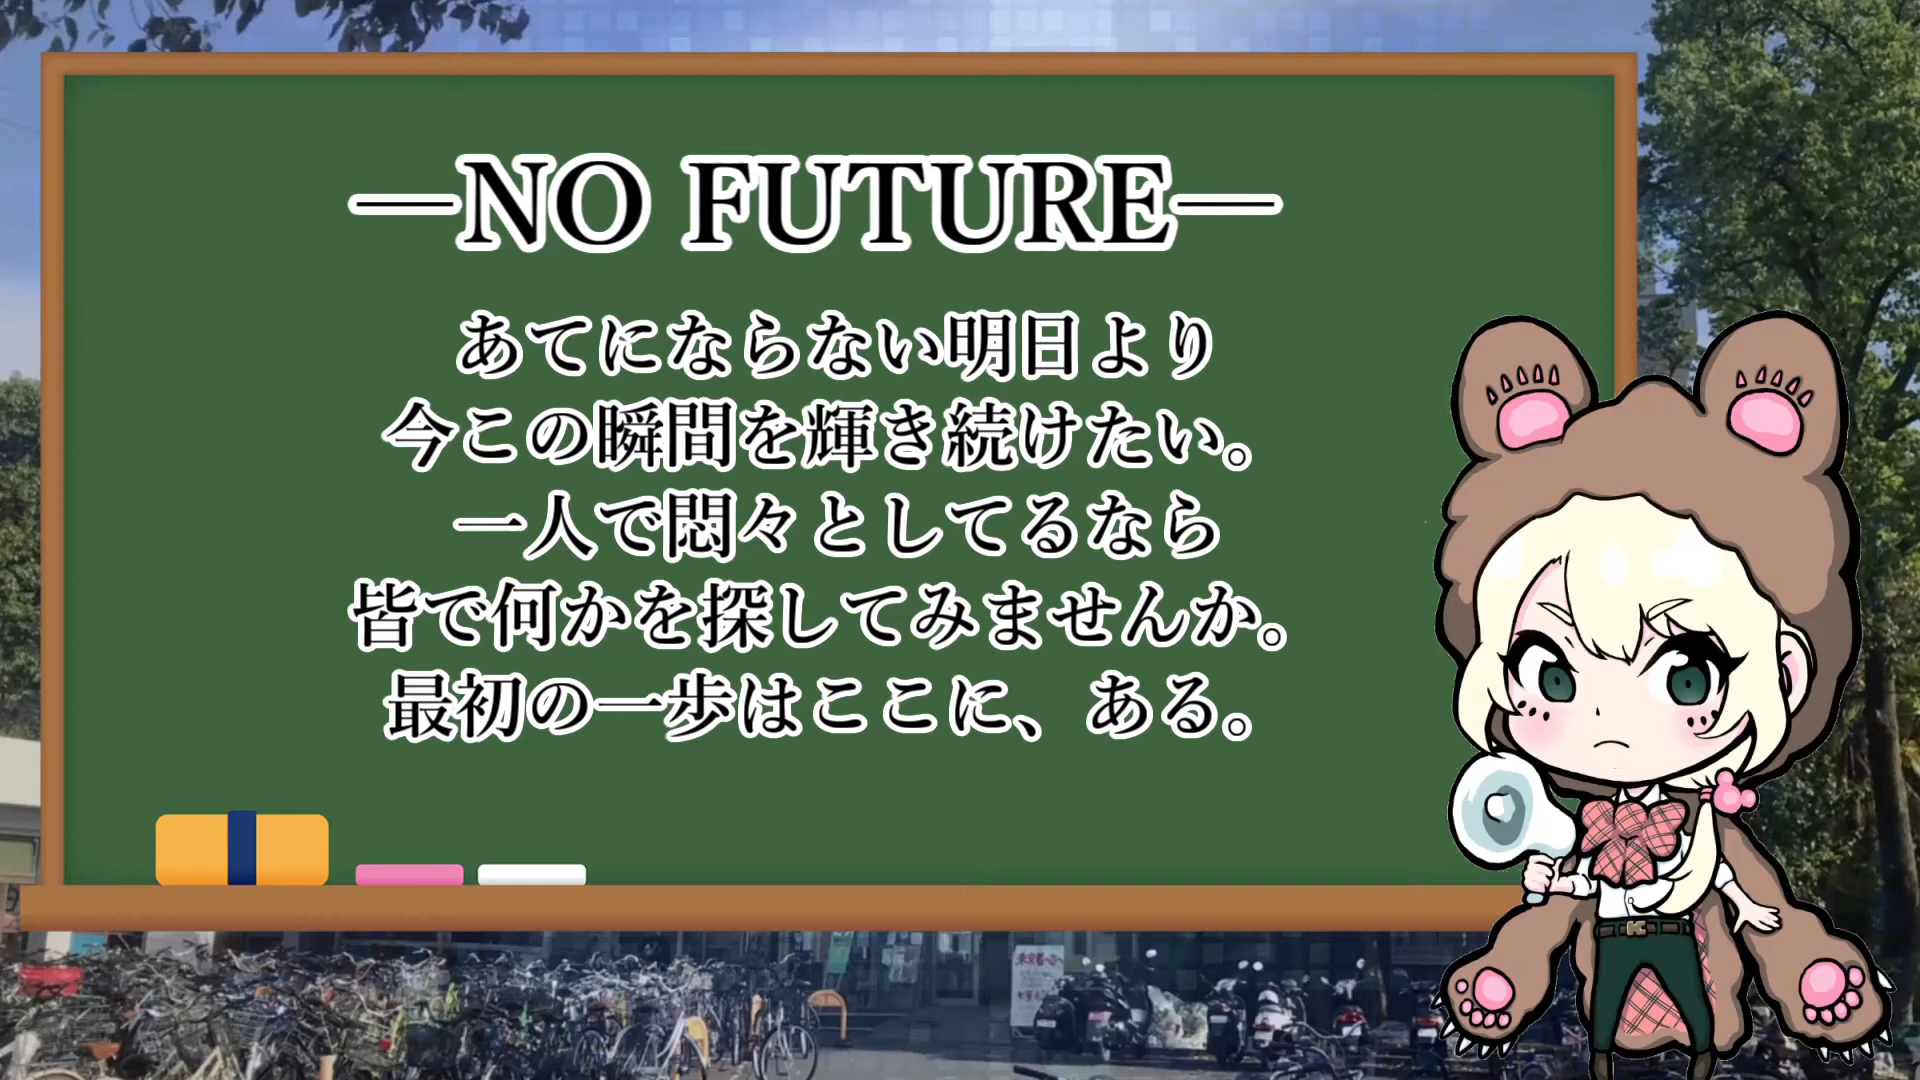 ―NO FUTURE―
あてにならない明日より
今この瞬間を輝き続けたい。
一人で悶々としてるなら
皆で何かを探してみませんか。
最初の一歩はここに、ある。